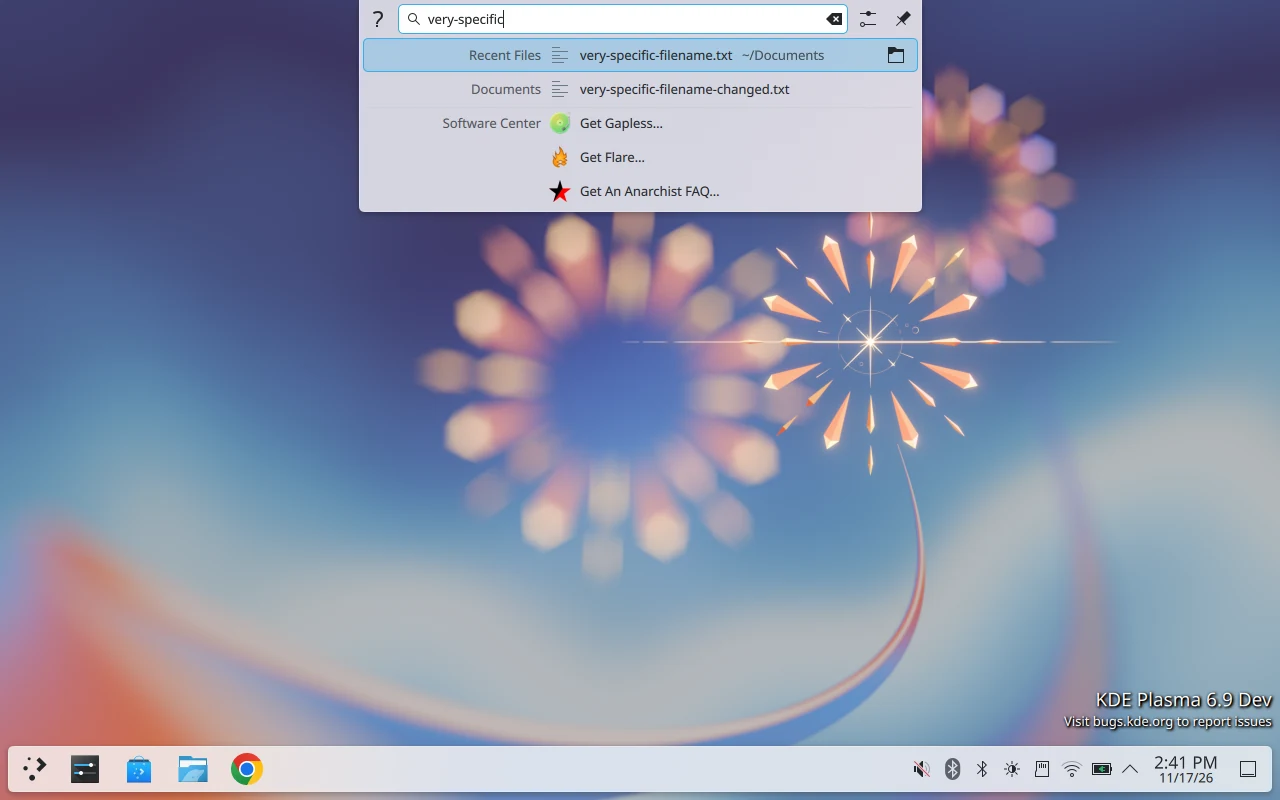 ?
very-specific
Recent Files very-specific-filename.txt ~/Documents
Documents very-specific-filename-changed.txt
Software Center Get Gapless...
Get Flare...
Get An Anarchist FAQ...
KDE Plasma 6.9 Dev
Visit bugs.kde.org to report issues
2:41 PM
11/17/26